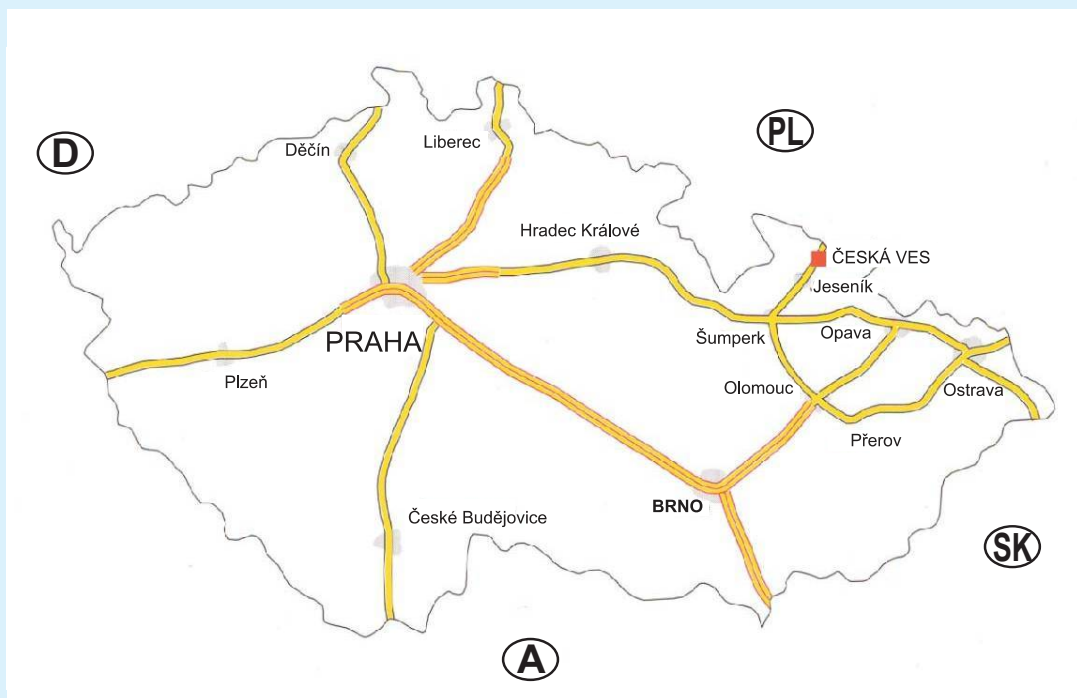 PL
D
Děčín
Liberec
Hradec Králové
ČESKÁ VES
Jeseník
Šumperk
Opava
PRAHA
Plzeň
Olomouc
Ostrava
Přerov
BRNO
České Budějovice
SK
A